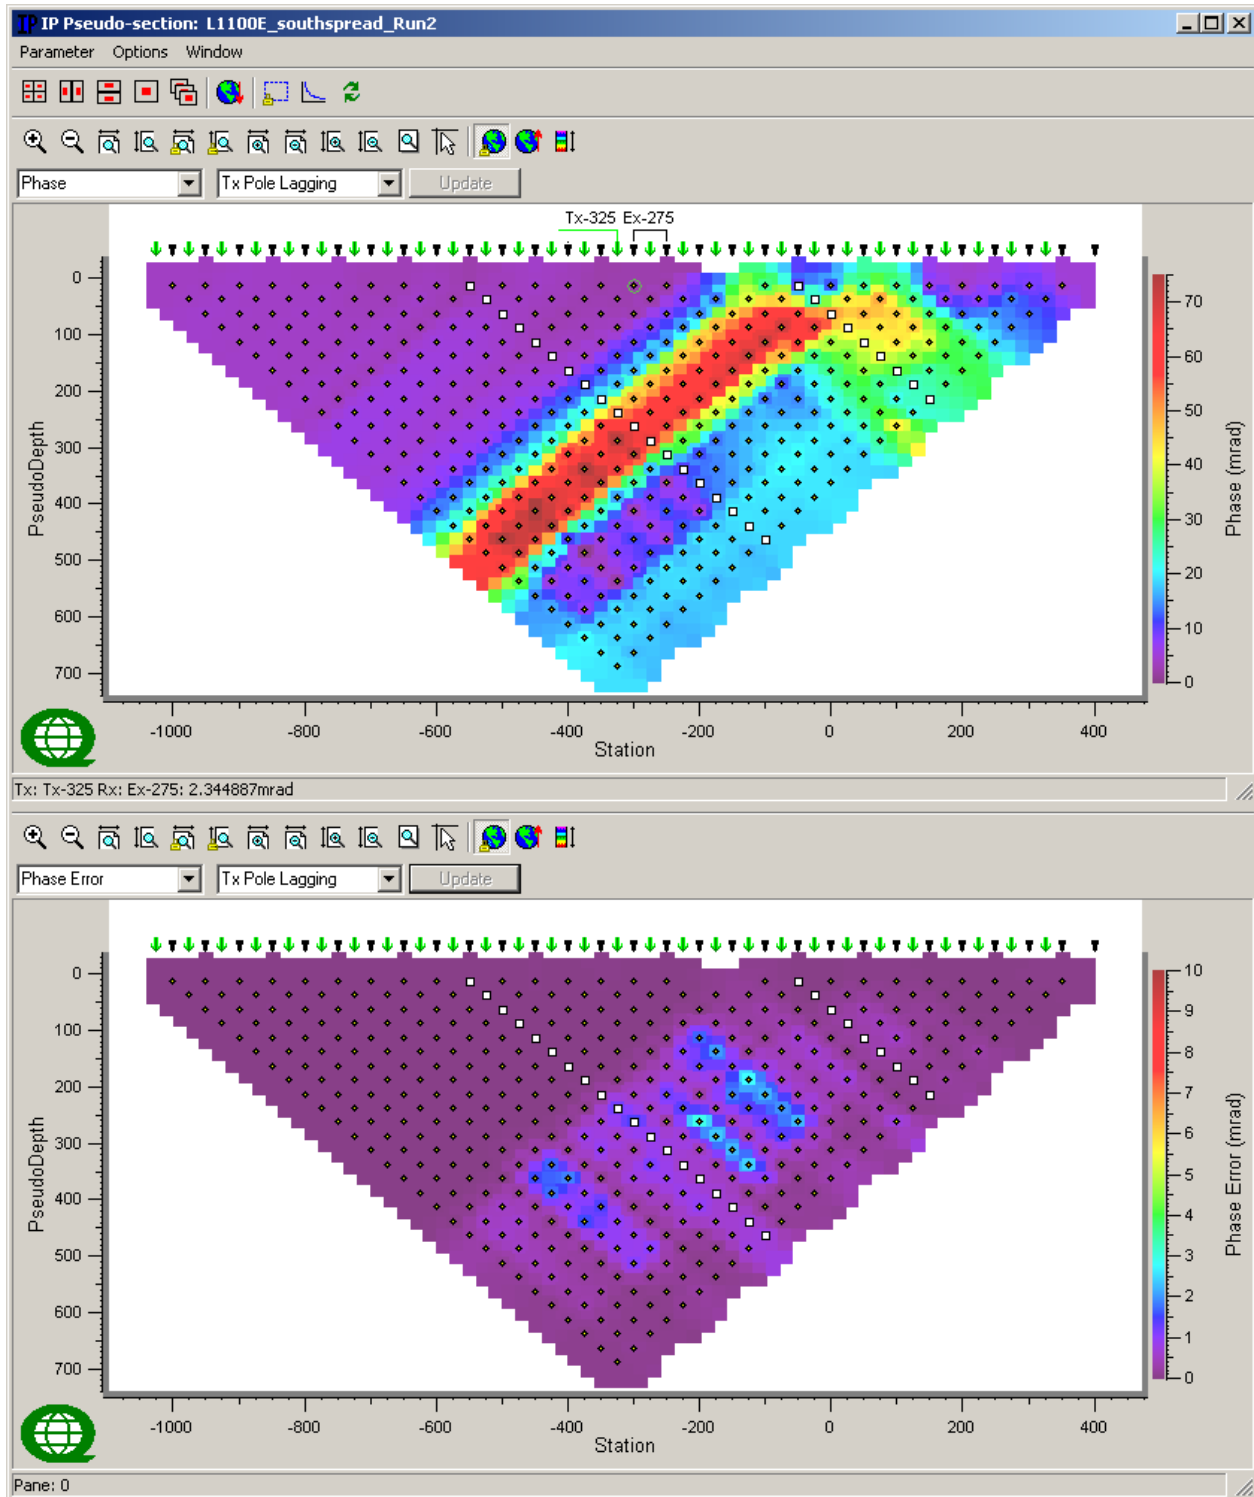 IP IP Pseudo-section: L1100E_southspread_Run2
Parameter Options Window
Phase Tx Pole Lagging Update
Tx-325 Ex-275
0
100
200
300
400
500
600
700
PseudoDepth
-1000 -800 -600 -400 -200 0 200 400
Station
70
60
50
40
30
20
10
0
Phase (mrad)
Tx: Tx-325 Rx: Ex-275: 2.344887mrad
Phase Error Tx Pole Lagging Update
0
100
200
300
400
500
600
700
PseudoDepth
-1000 -800 -600 -400 -200 0 200 400
Station
10
9
8
7
6
5
4
3
2
1
0
Phase Error (mrad)
Pane: 0